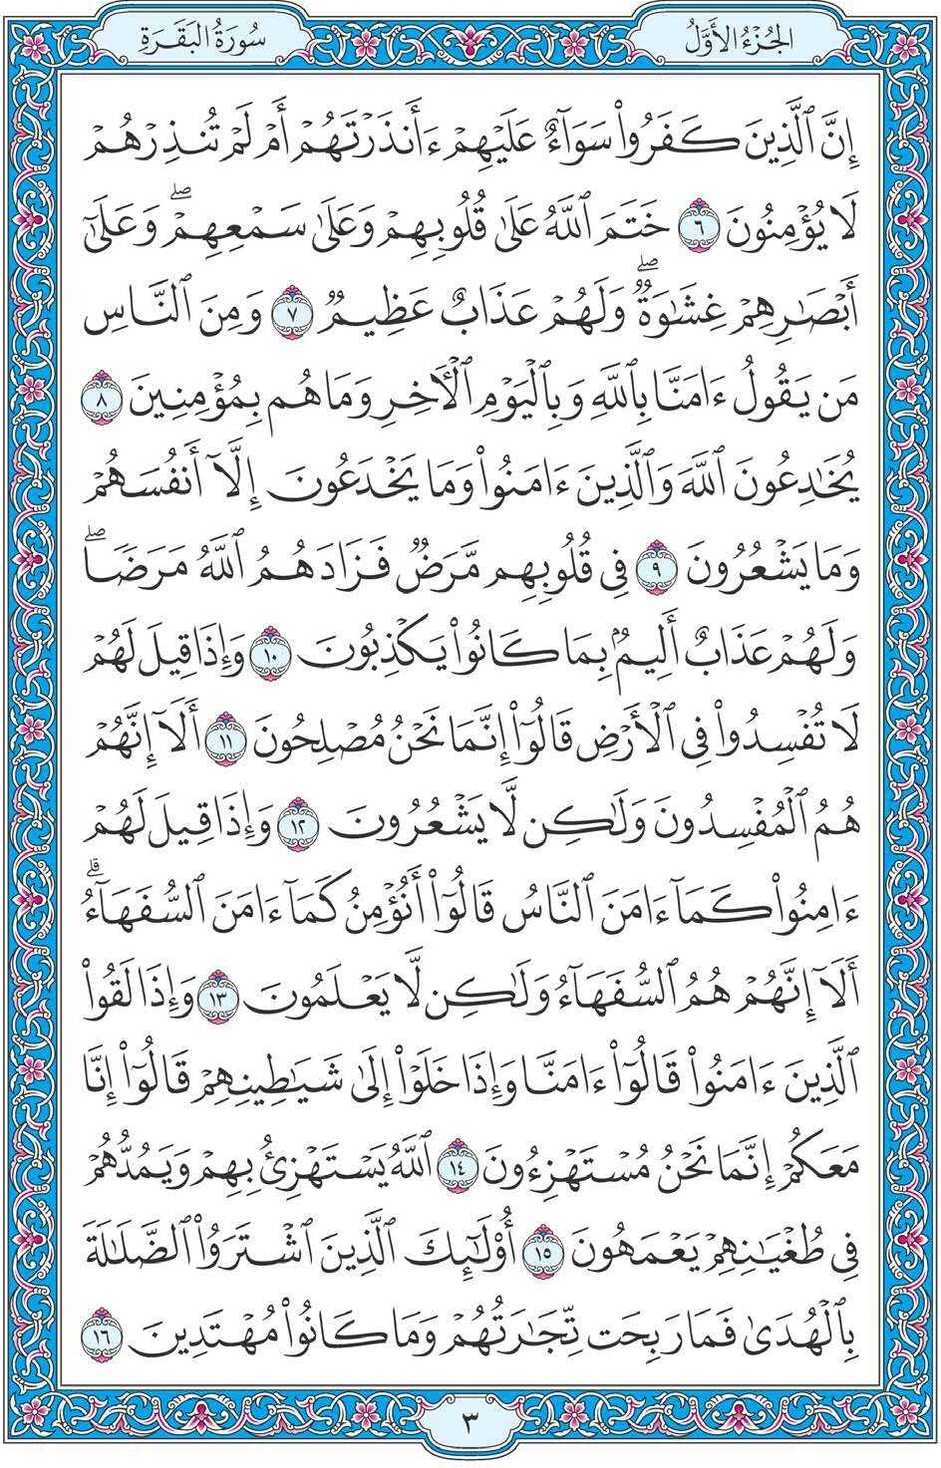 الجُزْءُ الأَوَّلُ
سُورَةُ البَقَرَةِ
إِنَّ ٱلَّذِينَ كَفَرُواْ سَوَآءٌ عَلَيْهِمْ ءَأَنذَرْتَهُمْ أَمْ لَمْ تُنذِرْهُمْ
لَا يُؤْمِنُونَ ٦ خَتَمَ ٱللَّهُ عَلَىٰ قُلُوبِهِمْ وَعَلَىٰ سَمْعِهِمْۖ وَعَلَىٰٓ
أَبْصَٰرِهِمْ غِشَٰوَةٞۖ وَلَهُمْ عَذَابٌ عَظِيمٞ ٧ وَمِنَ ٱلنَّاسِ
مَن يَقُولُ ءَامَنَّا بِٱللَّهِ وَبِٱلْيَوْمِ ٱلْأٓخِرِ وَمَا هُم بِمُؤْمِنِينَ ٨
يُخَٰدِعُونَ ٱللَّهَ وَٱلَّذِينَ ءَامَنُواْ وَمَا يَخْدَعُونَ إِلَّآ أَنفُسَهُمْ
وَمَا يَشْعُرُونَ ٩ فِي قُلُوبِهِم مَّرَضٞ فَزَادَهُمُ ٱللَّهُ مَرَضٗاۖ
وَلَهُمْ عَذَابٌ أَلِيمُۢ بِمَا كَانُواْ يَكْذِبُونَ ١٠ وَإِذَا قِيلَ لَهُمْ
لَا تُفْسِدُواْ فِي ٱلْأَرْضِ قَالُوٓاْ إِنَّمَا نَحْنُ مُصْلِحُونَ ١١ أَلَآ إِنَّهُمْ
هُمُ ٱلْمُفْسِدُونَ وَلَٰكِن لَّا يَشْعُرُونَ ١٢ وَإِذَا قِيلَ لَهُمْ
ءَامِنُواْ كَمَآ ءَامَنَ ٱلنَّاسُ قَالُوٓاْ أَنُؤْمِنُ كَمَآ ءَامَنَ ٱلسُّفَهَآءُۗ
أَلَآ إِنَّهُمْ هُمُ ٱلسُّفَهَآءُ وَلَٰكِن لَّا يَعْلَمُونَ ١٣ وَإِذَا لَقُواْ
ٱلَّذِينَ ءَامَنُواْ قَالُوٓاْ ءَامَنَّا وَإِذَا خَلَوْاْ إِلَىٰ شَيَٰطِينِهِمْ قَالُوٓاْ إِنَّا
مَعَكُمْ إِنَّمَا نَحْنُ مُسْتَهْزِءُونَ ١٤ ٱللَّهُ يَسْتَهْزِئُ بِهِمْ وَيَمُدُّهُمْ
فِي طُغْيَٰنِهِمْ يَعْمَهُونَ ١٥ أُوْلَٰٓئِكَ ٱلَّذِينَ ٱشْتَرَوُاْ ٱلضَّلَٰلَةَ
بِٱلْهُدَىٰ فَمَا رَبِحَت تِّجَٰرَتُهُمْ وَمَا كَانُواْ مُهْتَدِينَ ١٦
٣